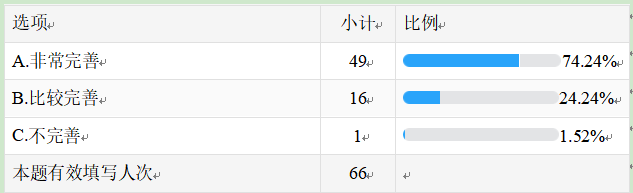 选项 小计 比例
A.非常完善 49 74.24%
B.比较完善 16 24.24%
C.不完善 1 1.52%
本题有效填写人次 66